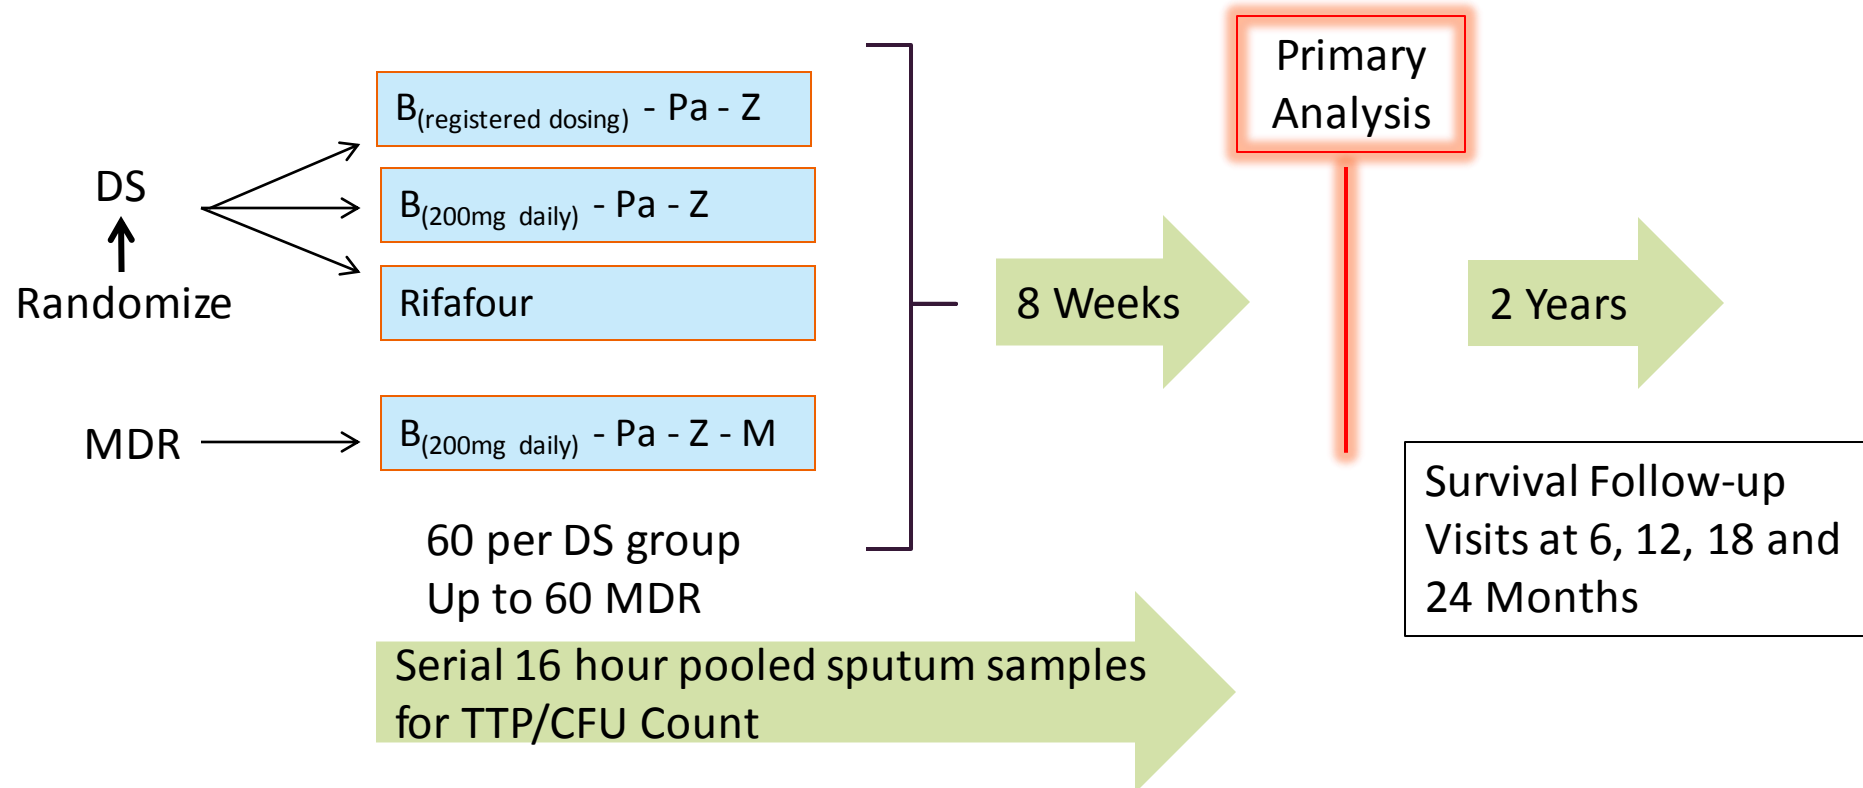 Primary
Analysis
B(registered dosing) - Pa - Z
DS
B(200mg daily) - Pa - Z
Randomize
Rifafour
8 Weeks
2 Years
MDR
B(200mg daily) - Pa - Z - M
60 per DS group
Up to 60 MDR
Survival Follow-up
Visits at 6, 12, 18 and
24 Months
Serial 16 hour pooled sputum samples
for TTP/CFU Count